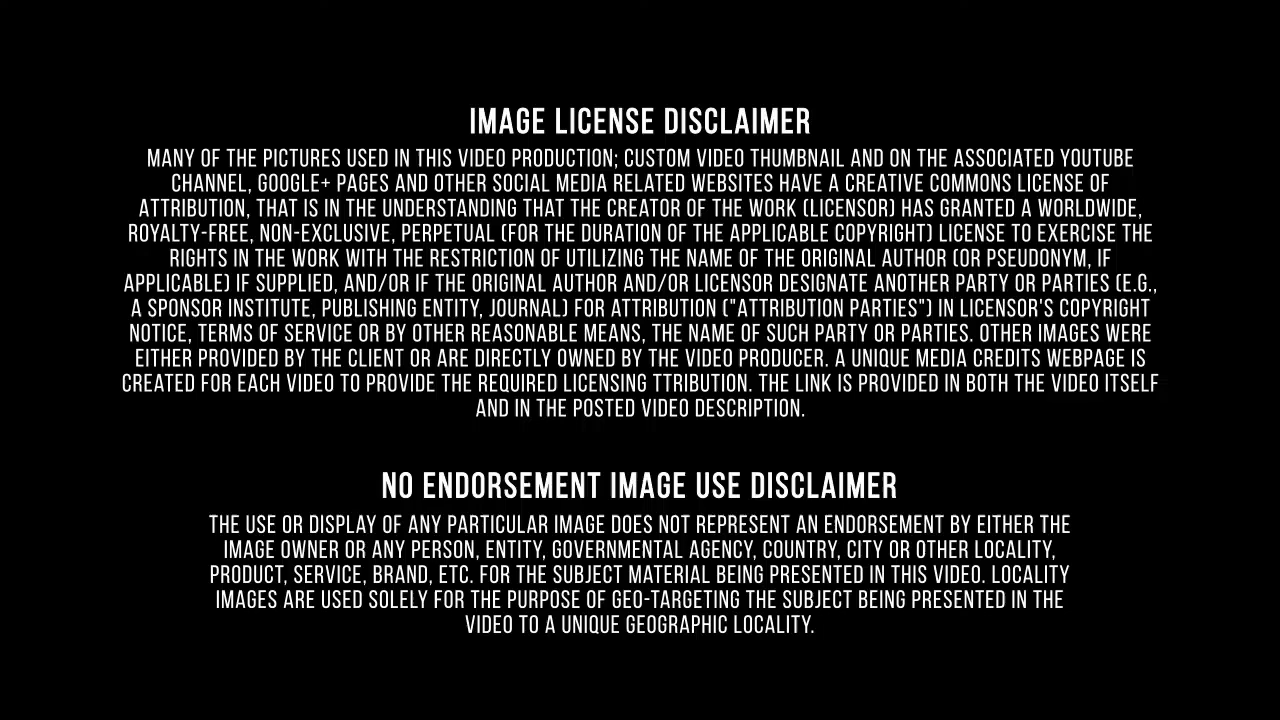 IMAGE LICENSE DISCLAIMER
MANY OF THE PICTURES USED IN THIS VIDEO PRODUCTION; CUSTOM VIDEO THUMBNAIL AND ON THE ASSOCIATED YOUTUBE
CHANNEL, GOOGLE+ PAGES AND OTHER SOCIAL MEDIA RELATED WEBSITES HAVE A CREATIVE COMMONS LICENSE OF
ATTRIBUTION, THAT IS IN THE UNDERSTANDING THAT THE CREATOR OF THE WORK (LICENSOR) HAS GRANTED A WORLDWIDE,
ROYALTY-FREE, NON-EXCLUSIVE, PERPETUAL (FOR THE DURATION OF THE APPLICABLE COPYRIGHT) LICENSE TO EXERCISE THE
RIGHTS IN THE WORK WITH THE RESTRICTION OF UTILIZING THE NAME OF THE ORIGINAL AUTHOR (OR PSEUDONYM, IF
APPLICABLE) IF SUPPLIED, AND/OR IF THE ORIGINAL AUTHOR AND/OR LICENSOR DESIGNATE ANOTHER PARTY OR PARTIES (E.G.,
A SPONSOR INSTITUTE, PUBLISHING ENTITY, JOURNAL) FOR ATTRIBUTION ("ATTRIBUTION PARTIES") IN LICENSOR'S COPYRIGHT
NOTICE, TERMS OF SERVICE OR BY OTHER REASONABLE MEANS, THE NAME OF SUCH PARTY OR PARTIES. OTHER IMAGES WERE
EITHER PROVIDED BY THE CLIENT OR ARE DIRECTLY OWNED BY THE VIDEO PRODUCER. A UNIQUE MEDIA CREDITS WEBPAGE IS
CREATED FOR EACH VIDEO TO PROVIDE THE REQUIRED LICENSING TTRIBUTION. THE LINK IS PROVIDED IN BOTH THE VIDEO ITSELF
AND IN THE POSTED VIDEO DESCRIPTION.
NO ENDORSEMENT IMAGE USE DISCLAIMER
THE USE OR DISPLAY OF ANY PARTICULAR IMAGE DOES NOT REPRESENT AN ENDORSEMENT BY EITHER THE
IMAGE OWNER OR ANY PERSON, ENTITY, GOVERNMENTAL AGENCY, COUNTRY, CITY OR OTHER LOCALITY,
PRODUCT, SERVICE, BRAND, ETC. FOR THE SUBJECT MATERIAL BEING PRESENTED IN THIS VIDEO. LOCALITY
IMAGES ARE USED SOLELY FOR THE PURPOSE OF GEO-TARGETING THE SUBJECT BEING PRESENTED IN THE
VIDEO TO A UNIQUE GEOGRAPHIC LOCALITY.